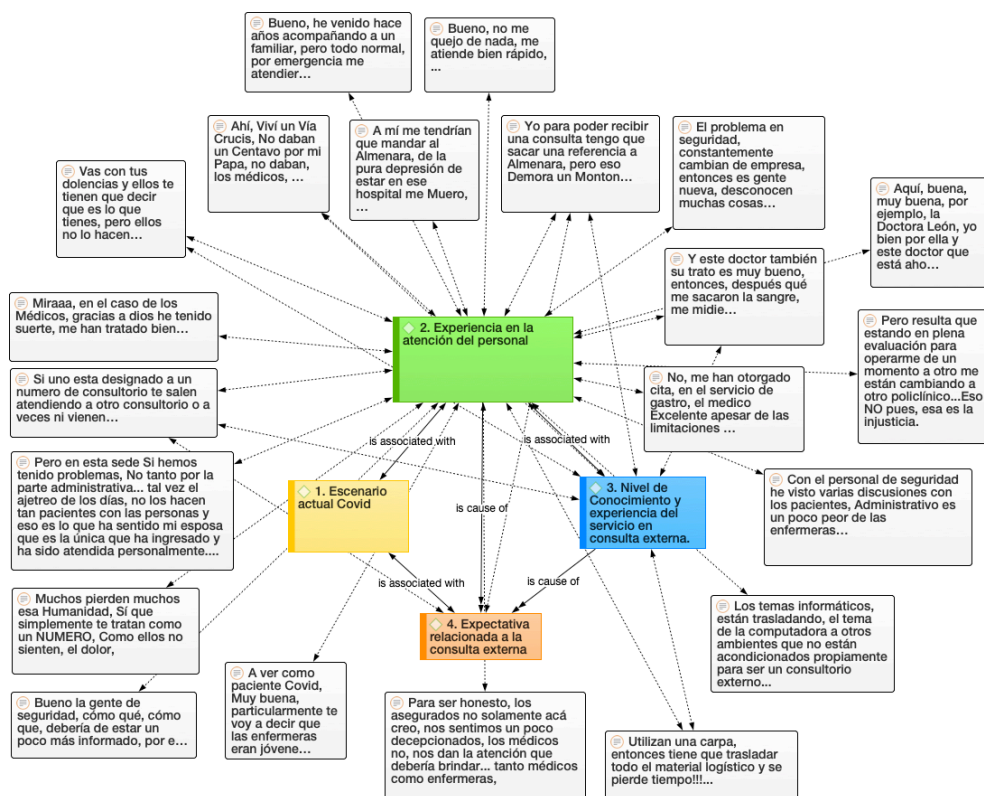 Bueno, he venido hace
años acompañando a un
familiar, pero todo normal,
por emergencia me
atendier…
Bueno, no me
quejo de nada, me
atiende bien rápido,
...
Ahí, Viví un Vía
Crucis, No daban
un Centavo por mi
Papa, no daban,
los médicos, …
A mí me tendrían
que mandar al
Almenara, de la
pura depresión de
estar en ese
hospital me Muero,
…
Yo para poder recibir
una consulta tengo que
sacar una referencia a
Almenara, pero eso
Demora un Monton…
El problema en
seguridad,
constantemente
cambian de empresa,
entonces es gente
nueva, desconocen
muchas cosas…
Vas con tus
dolencias y ellos te
tienen que decir
que es lo que
tienes, pero ellos
no lo hacen…
Aquí, buena,
muy buena, por
ejemplo, la
Doctora León, yo
bien por ella y
este doctor que
está aho…
Y este doctor también
su trato es muy bueno,
entonces, después qué
me sacaron la sangre,
me midie…
Miraaa, en el caso de los
Médicos, gracias a dios he tenido
suerte, me han tratado bien…
2. Experiencia en la
atención del personal
Pero resulta que
estando en plena
evaluación para
operarme de un
momento a otro me
están cambiando a
otro policlínico...Eso
NO pues, esa es la
injusticia.
Si uno esta designado a un
numero de consultorio te salen
atendiendo a otro consultorio o a
veces ni vienen…
No, me han otorgado
cita, en el servicio de
gastro, el medico
Excelente apesar de las
limitaciones …
is associated with
is associated with
Pero en esta sede Si hemos
tenido problemas, No tanto por la
parte administrativa... tal vez el
ajetreo de los días, no los hacen
tan pacientes con las personas y
eso es lo que ha sentido mi esposa
que es la única que ha ingresado y
ha sido atendida personalmente....
1. Escenario
actual Covid
is cause of
3. Nivel de
Conocimiento y
experiencia del
servicio en
consulta externa.
Con el personal de
seguridad he visto varias
discusiones con los
pacientes, Administrativo es
un poco peor de las
enfermeras…
is associated with
is cause of
Muchos pierden muchos
esa Humanidad, Sí que
simplemente te tratan como
un NUMERO, Como ellos no
sienten, el dolor,
4. Expectativa
relacionada a la
consulta externa
Los temas informáticos,
están trasladando, el tema
de la computadora a otros
ambientes que no están
acondicionados propiamente
para ser un consultorio
externo...
Bueno la gente de
seguridad, cómo qué, cómo
que, debería de estar un
poco más informado, por e…
A ver como
paciente Covid,
Muy buena,
particularmente te
voy a decir que
las enfermeras
eran jóvene…
Para ser honesto, los
asegurados no solamente acá
creo, nos sentimos un poco
decepcionados, los médicos
no, nos dan la atención que
debería brindar... tanto médicos
como enfermeras,
Utilizan una carpa,
entonces tiene que trasladar
todo el material logístico y se
pierde tiempo!!!...